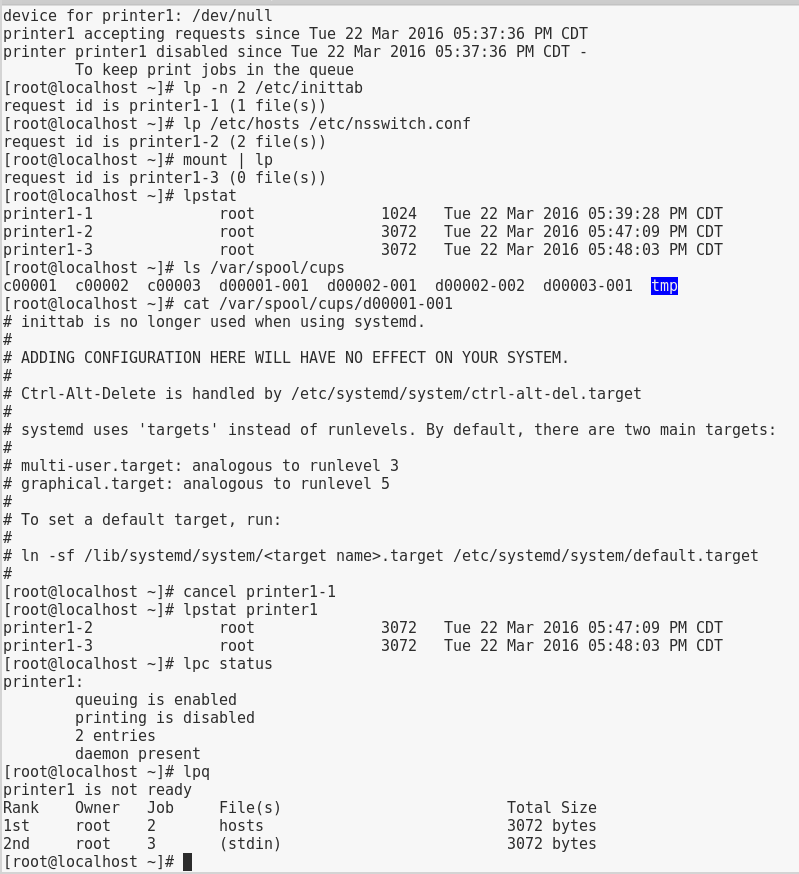 device for printer1: /dev/null
printer1 accepting requests since Tue 22 Mar 2016 05:37:36 PM CDT
printer printer1 disabled since Tue 22 Mar 2016 05:37:36 PM CDT -
        To keep print jobs in the queue
[root@localhost ~]# lp -n 2 /etc/inittab
request id is printer1-1 (1 file(s))
[root@localhost ~]# lp /etc/hosts /etc/nsswitch.conf
request id is printer1-2 (2 file(s))
[root@localhost ~]# mount | lp
request id is printer1-3 (0 file(s))
[root@localhost ~]# lpstat
printer1-1              root              1024   Tue 22 Mar 2016 05:39:28 PM CDT
printer1-2              root              3072   Tue 22 Mar 2016 05:47:09 PM CDT
printer1-3              root              3072   Tue 22 Mar 2016 05:48:03 PM CDT
[root@localhost ~]# ls /var/spool/cups
c00001  c00002  c00003  d00001-001  d00002-001  d00002-002  d00003-001  tmp
[root@localhost ~]# cat /var/spool/cups/d00001-001
# inittab is no longer used when using systemd.
#
# ADDING CONFIGURATION HERE WILL HAVE NO EFFECT ON YOUR SYSTEM.
#
# Ctrl-Alt-Delete is handled by /etc/systemd/system/ctrl-alt-del.target
#
# systemd uses 'targets' instead of runlevels. By default, there are two main targets:
#
# multi-user.target: analogous to runlevel 3
# graphical.target: analogous to runlevel 5
#
# To set a default target, run:
#
# ln -sf /lib/systemd/system/<target name>.target /etc/systemd/system/default.target
#
[root@localhost ~]# cancel printer1-1
[root@localhost ~]# lpstat printer1
printer1-2              root              3072   Tue 22 Mar 2016 05:47:09 PM CDT
printer1-3              root              3072   Tue 22 Mar 2016 05:48:03 PM CDT
[root@localhost ~]# lpc status
printer1:
        queuing is enabled
        printing is disabled
        2 entries
        daemon present
[root@localhost ~]# lpq
printer1 is not ready
Rank    Owner   Job     File(s)                         Total Size
1st     root    2       hosts                           3072 bytes
2nd     root    3       (stdin)                         3072 bytes
[root@localhost ~]#